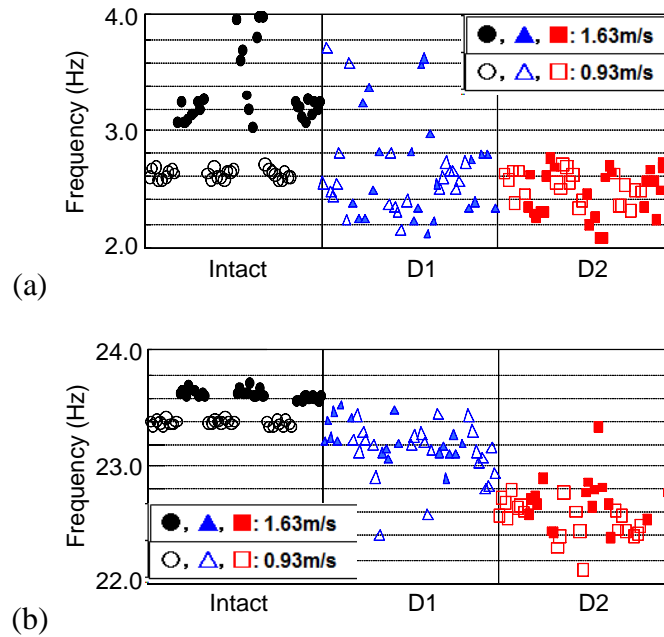 4.0
●, ▲, ■: 1.63m/s
○, △, □: 0.93m/s
Frequency (Hz)
3.0
2.0
Intact D1 D2
(a)
24.0
Frequency (Hz)
23.0
●, ▲, ■: 1.63m/s
○, △, □: 0.93m/s
22.0
Intact D1 D2
(b)